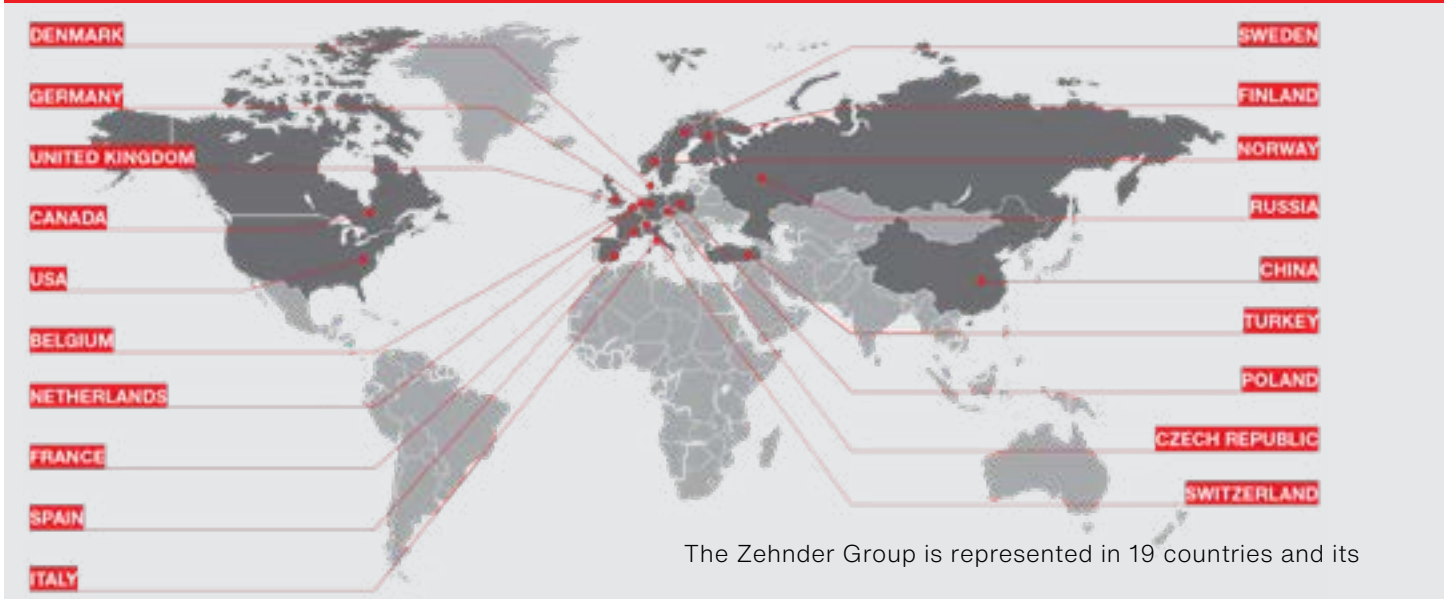 DENMARK
GERMANY
UNITED KINGDOM
CANADA
USA
BELGIUM
NETHERLANDS
FRANCE
SPAIN
ITALY
SWEDEN
FINLAND
NORWAY
RUSSIA
CHINA
TURKEY
POLAND
CZECH REPUBLIC
SWITZERLAND
The Zehnder Group is represented in 19 countries and its